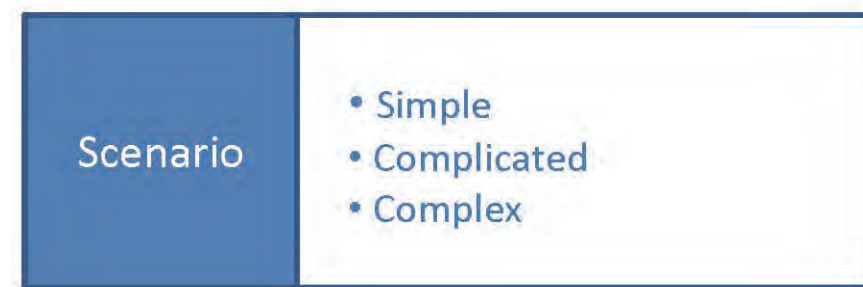 Scenario
• Simple
• Complicated
• Complex